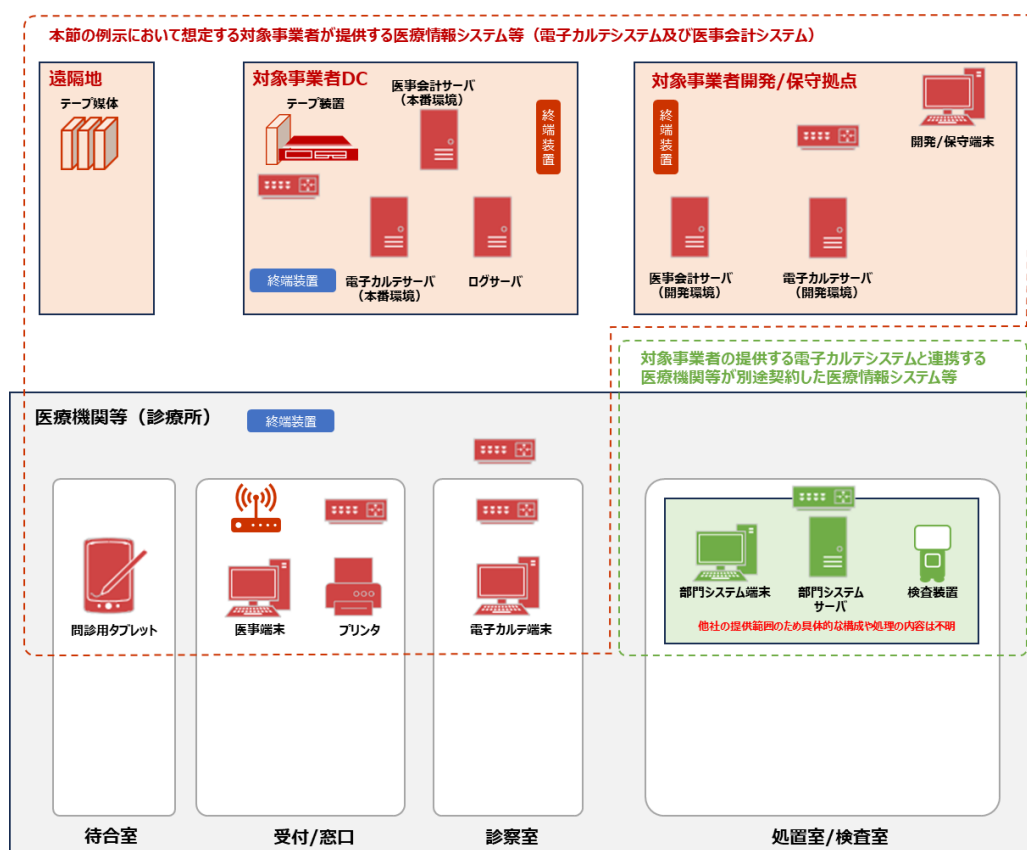 本節の例示において想定する対象事業者が提供する医療情報システム等（電子カルテシステム及び医事会計システム）
遠隔地
テープ媒体
対象事業者DC
テープ装置
医事会計サーバ
（本番環境）
終端装置
終端装置
電子カルテサーバ
（本番環境）
ログサーバ
対象事業者開発/保守拠点
終端装置
開発/保守端末
医事会計サーバ
（開発環境）
電子カルテサーバ
（開発環境）
対象事業者の提供する電子カルテシステムと連携する
医療機関等が別途契約した医療情報システム等
医療機関等（診療所）
終端装置
問診用タブレット
医事端末
プリンタ
電子カルテ端末
部門システム端末
部門システム
サーバ
検査装置
他社の提供範囲のため具体的な構成や処理の内容は不明
待合室
受付/窓口
診察室
処置室/検査室